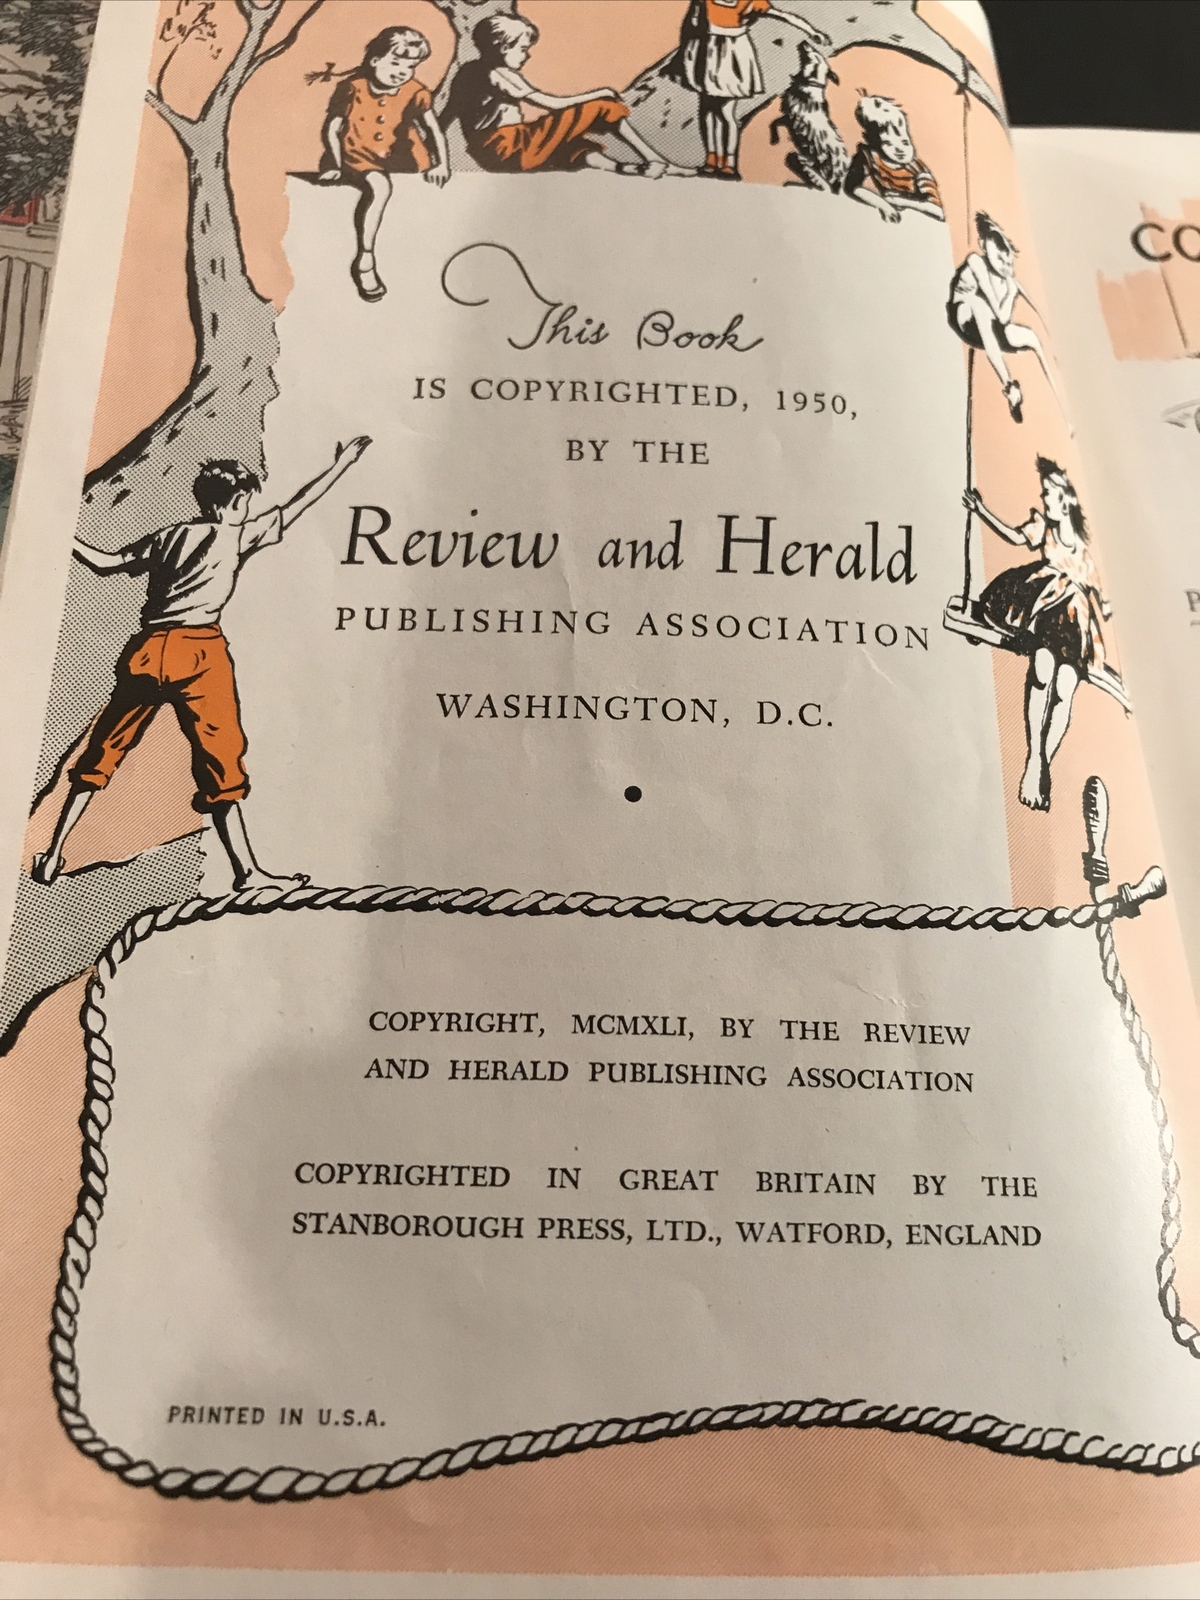 This Book
IS COPYRIGHTED, 1950,
BY THE
Review and Herald
PUBLISHING ASSOCIATION
WASHINGTON, D.C.
COPYRIGHT, MCMXLI, BY THE REVIEW
AND HERALD PUBLISHING ASSOCIATION
COPYRIGHTED IN GREAT BRITAIN BY THE
STANBOROUGH PRESS, LTD., WATFORD, ENGLAND
PRINTED IN U.S.A.
CO